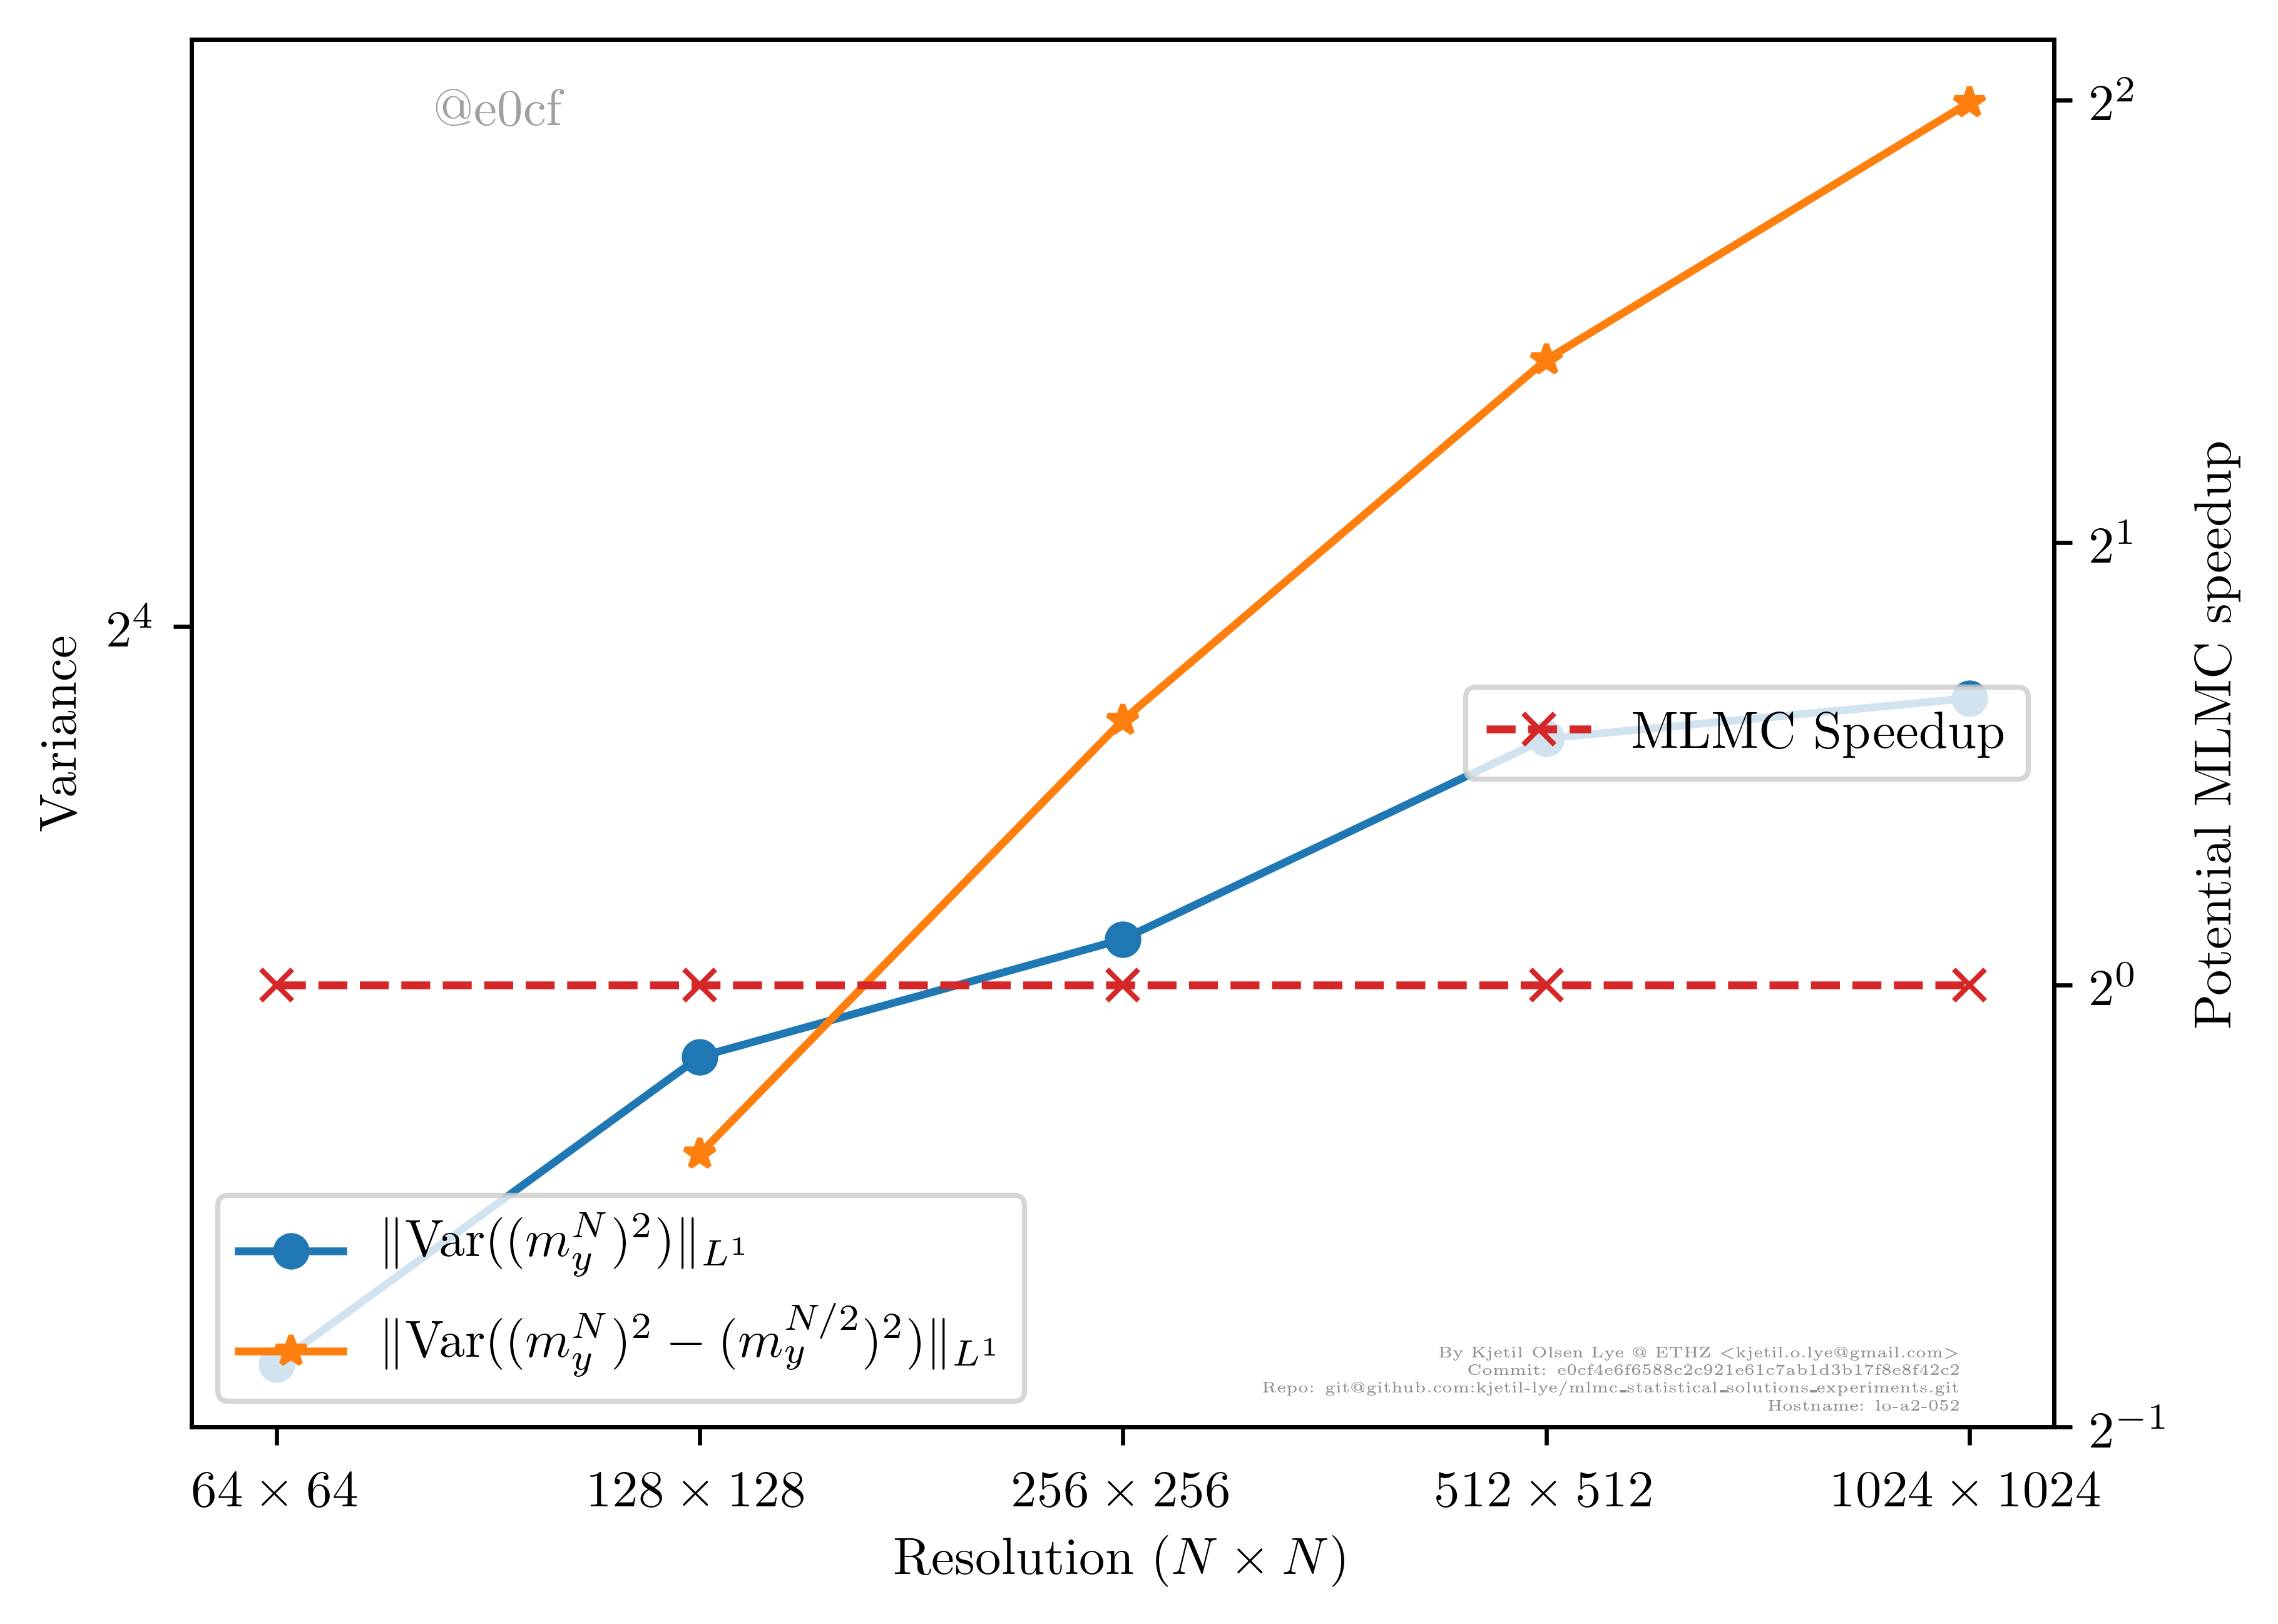 @e0cf
2^2
2^1
2^4
Variance
MLMC Speedup
Potential MLMC speedup
2^0
‖Var((m_y^N)^2)‖_{L^1}
‖Var((m_y^N)^2 − (m_y^{N/2})^2)‖_{L^1}
By Kjetil Olsen Lye @ ETHZ <kjetil.o.lye@gmail.com>
Commit: e0cf4e6f6588c2c921e61c7ab1d3b17f8e8f42c2
Repo: git@github.com:kjetil-lye/mlmc_statistical_solutions_experiments.git
Hostname: lo-a2-052
2^{−1}
64 × 64 128 × 128 256 × 256 512 × 512 1024 × 1024
Resolution (N × N)